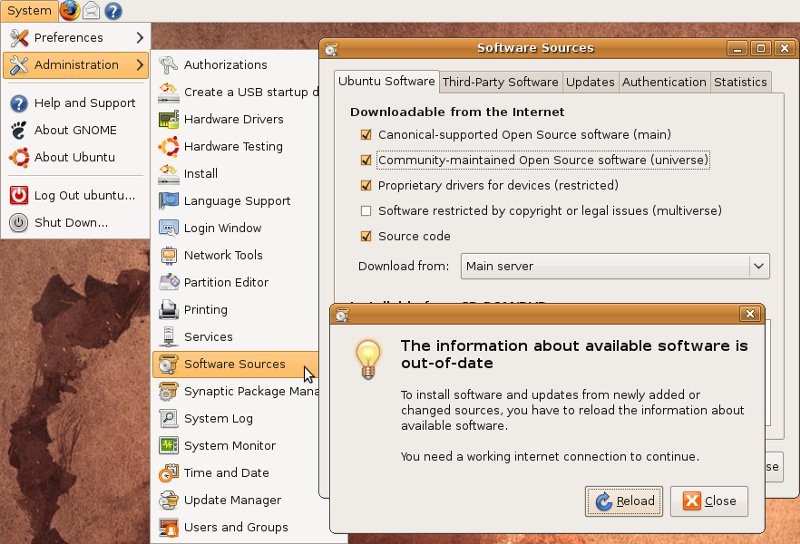 System
Preferences
Administration
Help and Support
About GNOME
About Ubuntu
Log Out ubuntu...
Shut Down...
Authorizations
Create a USB startup d
Hardware Drivers
Hardware Testing
Install
Language Support
Login Window
Network Tools
Partition Editor
Printing
Services
Software Sources
Synaptic Package Mana
System Log
System Monitor
Time and Date
Update Manager
Users and Groups
Software Sources
Ubuntu Software Third-Party Software Updates Authentication Statistics
Downloadable from the Internet
Canonical-supported Open Source software (main)
Community-maintained Open Source software (universe)
Proprietary drivers for devices (restricted)
Software restricted by copyright or legal issues (multiverse)
Source code
Download from: Main server
The information about available software is
out-of-date
To install software and updates from newly added or
changed sources, you have to reload the information about
available software.
You need a working internet connection to continue.
Reload Close
se